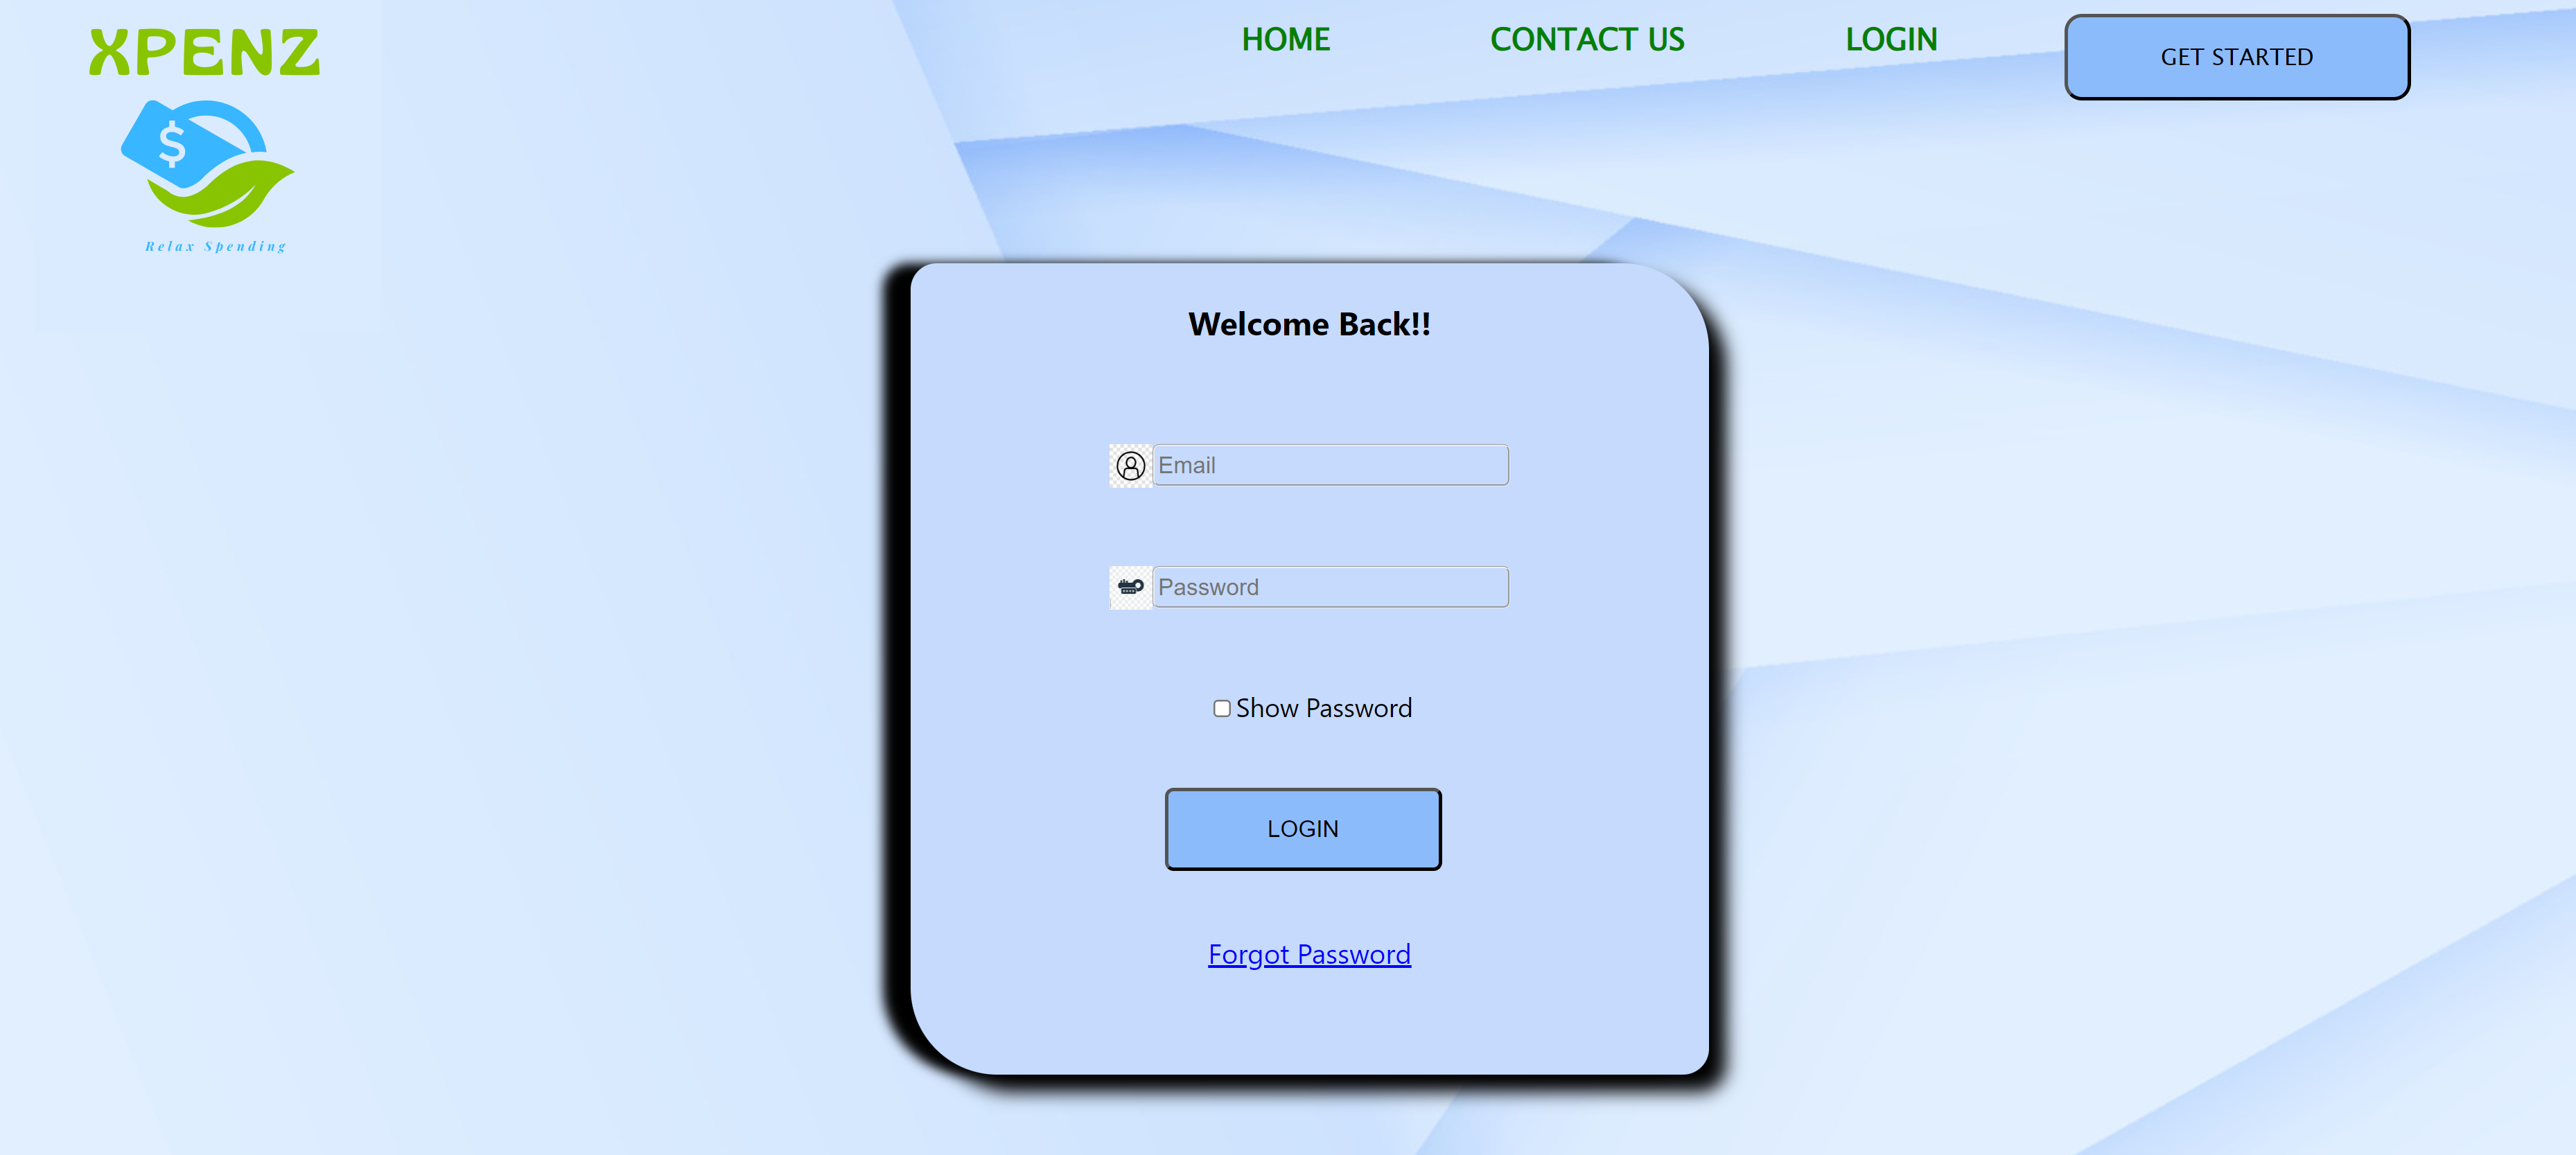 XPENZ
$
Relax Spending
HOME
CONTACT US
LOGIN
GET STARTED
Welcome Back!!
Email
Password
Show Password
LOGIN
Forgot Password